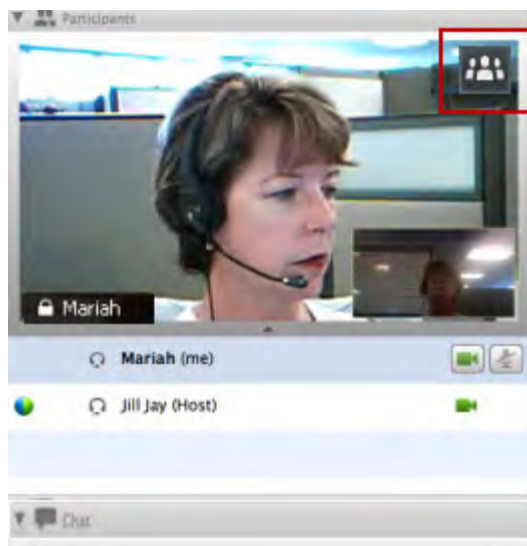 Participants
Mariah
Mariah (me)
Jill Jay (Host)
Chat